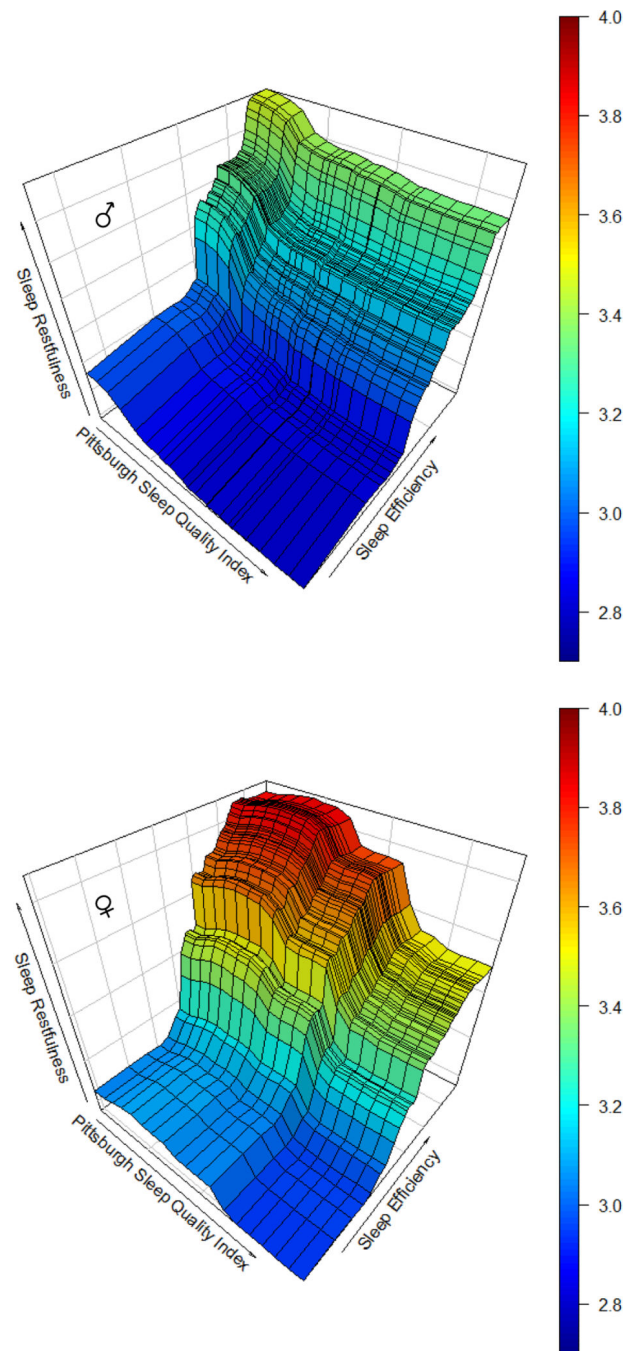 4.0
3.8
3.6
3.4
3.2
3.0
2.8
♂
Sleep Restfulness
Pittsburgh Sleep Quality Index
Sleep Efficiency
4.0
3.8
3.6
3.4
3.2
3.0
2.8
♀
Sleep Restfulness
Pittsburgh Sleep Quality Index
Sleep Efficiency